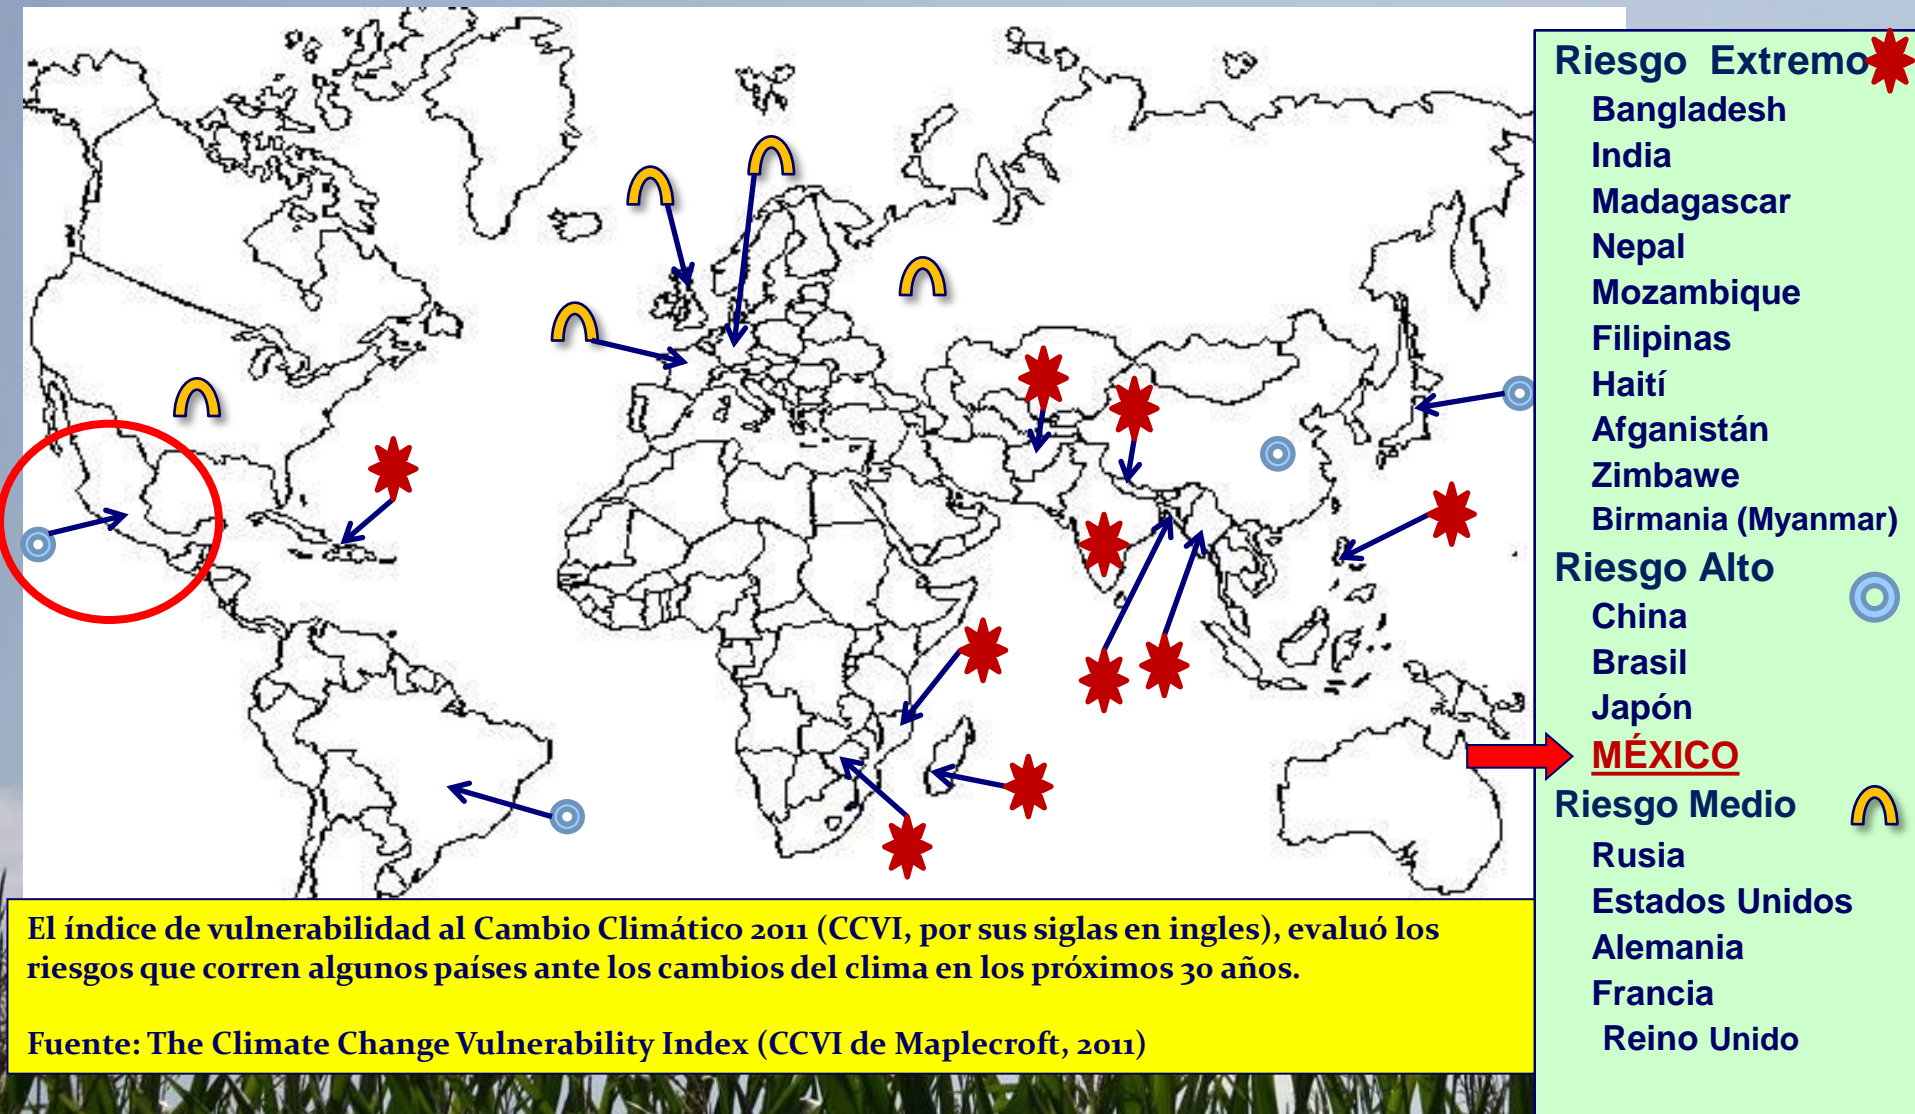 Riesgo Extremo
Bangladesh
India
Madagascar
Nepal
Mozambique
Filipinas
Haití
Afganistán
Zimbawe
Birmania (Myanmar)
Riesgo Alto
China
Brasil
Japón
MÉXICO
Riesgo Medio
Rusia
Estados Unidos
Alemania
Francia
Reino Unido
El índice de vulnerabilidad al Cambio Climático 2011 (CCVI, por sus siglas en ingles), evaluó los
riesgos que corren algunos países ante los cambios del clima en los próximos 30 años.
Fuente: The Climate Change Vulnerability Index (CCVI de Maplecroft, 2011)